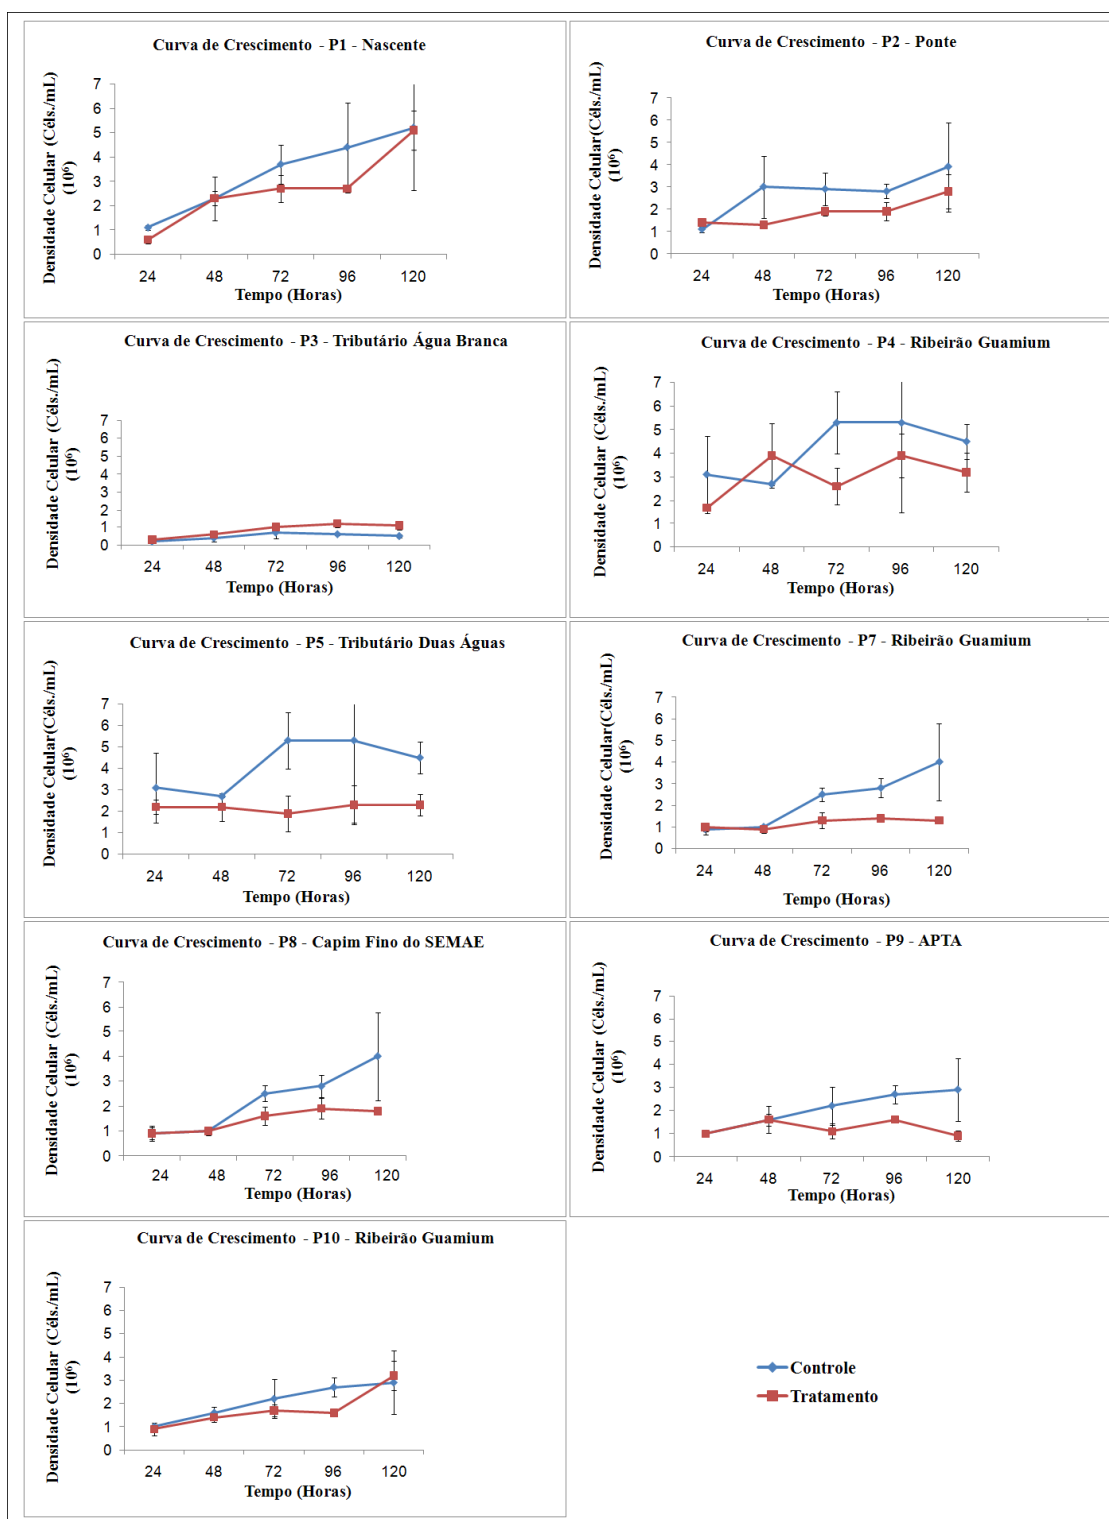 Curva de Crescimento - P1 - Nascente
Densidade Celular (Céls./mL)
(10⁶)
7
6
5
4
3
2
1
0
24 48 72 96 120
Tempo (Horas)
Curva de Crescimento - P2 - Ponte
Densidade Celular(Céls./mL)
(10⁶)
7
6
5
4
3
2
1
0
24 48 72 96 120
Tempo (Horas)
Curva de Crescimento - P3 - Tributário Água Branca
Densidade Celular (Céls./mL)
(10⁶)
7
6
5
4
3
2
1
0
24 48 72 96 120
Tempo (Horas)
Curva de Crescimento - P4 - Ribeirão Guamium
Densidade Celular (Céls./mL)
(10⁶)
7
6
5
4
3
2
1
0
24 48 72 96 120
Tempo (Horas)
Curva de Crescimento - P5 - Tributário Duas Águas
Densidade Celular(Céls./mL)
(10⁶)
7
6
5
4
3
2
1
0
24 48 72 96 120
Tempo (Horas)
Curva de Crescimento - P7 - Ribeirão Guamium
Densidade Celular(Céls./mL)
(10⁶)
7
6
5
4
3
2
1
0
24 48 72 96 120
Tempo (Horas)
Curva de Crescimento - P8 - Capim Fino do SEMAE
Densidade Celular (Céls./mL)
(10⁶)
7
6
5
4
3
2
1
0
24 48 72 96 120
Tempo (Horas)
Curva de Crescimento - P9 - APTA
Densidade Celular (Céls./mL)
(10⁶)
7
6
5
4
3
2
1
0
24 48 72 96 120
Tempo (Horas)
Curva de Crescimento - P10 - Ribeirão Guamium
Densidade Celular (Céls./mL)
(10⁶)
7
6
5
4
3
2
1
0
24 48 72 96 120
Tempo (Horas)
Controle
Tratamento